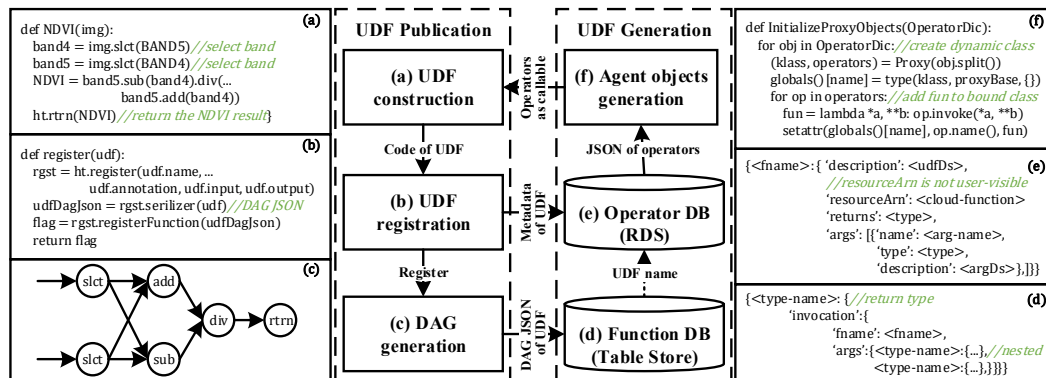 (a)
def NDVI(img):
band4 = img.slct(BAND5)//select band
band5 = img.slct(BAND4)//select band
NDVI = band5.sub(band4).div(...
band5.add(band4))
ht.rtrn(NDVI)//return the NDVI result}
(b)
def register(udf):
rgst = ht.register(udf.name, ...
udf.annotation, udf.input, udf.output)
udfDagJson = rgst.serilizer(udf)//DAG JSON
flag = rgst.registerFunction(udfDagJson)
return flag
(c)
slct
add
div
rtrn
slct
sub
UDF Publication
(a) UDF
construction
Code of UDF
(b) UDF
registration
Register
(c) DAG
generation
Operators
as callable
Metadata
of UDF
DAG JSON
of UDF
UDF Generation
(f) Agent objects
generation
JSON of operators
(e) Operator DB
(RDS)
UDF name
(d) Function DB
(Table Store)
(f)
def InitializeProxyObjects(OperatorDic):
for obj in OperatorDic://create dynamic class
(klass, operators) = Proxy(obj.split())
globals()[name] = type(klass, proxyBase, {})
for op in operators://add fun to bound class
fun = lambda *a, **b: op.invoke(*a, **b)
setattr(globals()[name], op.name(), fun)
(e)
{<fname>:{ ‘description’: <udfDs>,
//resourceArn is not user-visible
‘resourceArn’: <cloud-function>
‘returns’: <type>,
‘args’: [{‘name’: <arg-name>,
‘type’: <type>,
‘description’: <argDs>},]}}
(d)
{<type-name>: {//return type
‘invocation’:{
‘fname’: <fname>,
‘args’:{<type-name>:{...},//nested
<type-name>:{...},}}}}